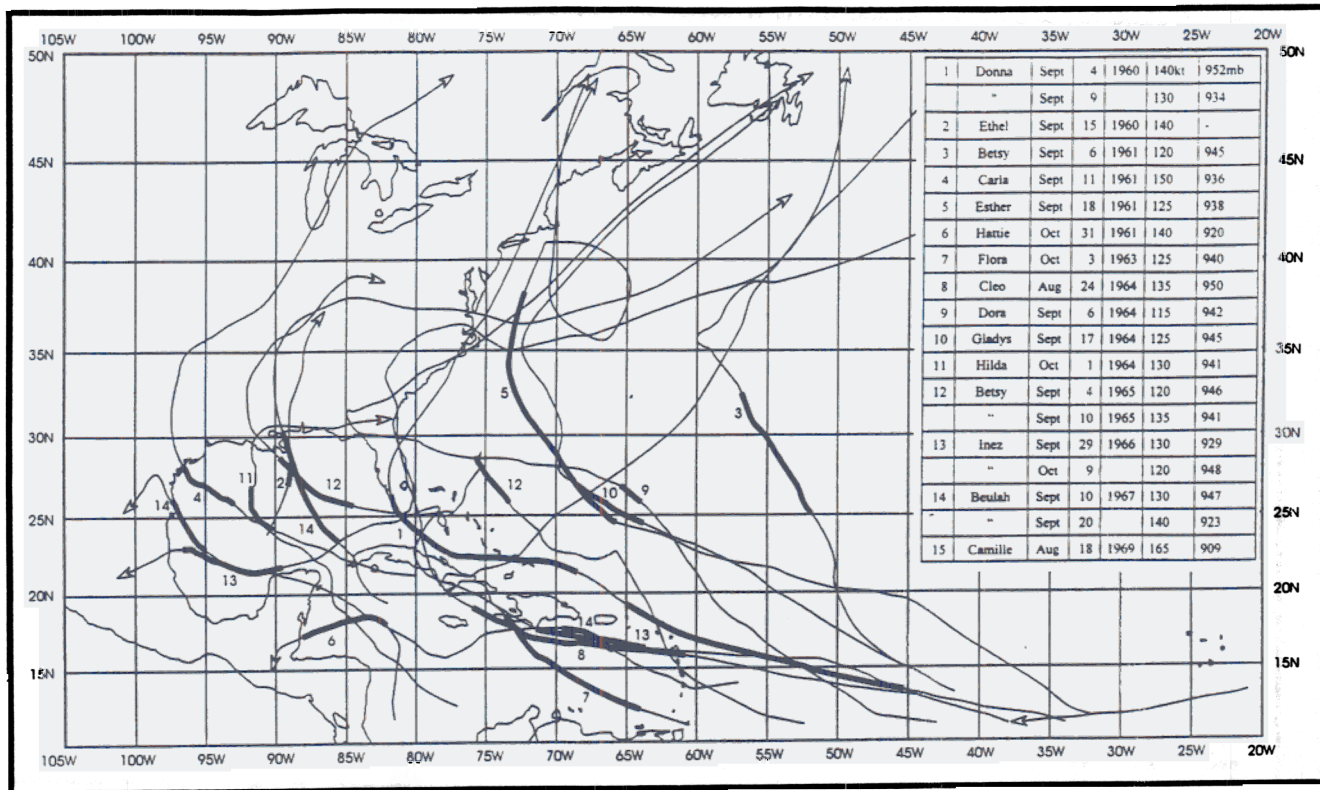 105W 100W 95W 90W 85W 80W 75W 70W 65W 60W 55W 50W 45W 40W 35W 30W 25W 20W
50N 50N
45N 45N
40N 40N
35N 35N
30N 30N
25N 25N
20N 20N
15N 15N
105W 100W 95W 90W 85W 80W 75W 70W 65W 60W 55W 50W 45W 40W 35W 30W 25W 20W
1 Donna Sept 4 1960 140kt 952mb
" Sept 9 130 934
2 Ethel Sept 15 1960 140 -
3 Betsy Sept 6 1961 120 945
4 Carla Sept 11 1961 150 936
5 Esther Sept 18 1961 125 938
6 Hattie Oct 31 1961 140 920
7 Flora Oct 3 1963 125 940
8 Cleo Aug 24 1964 135 950
9 Dora Sept 6 1964 115 942
10 Gladys Sept 17 1964 125 945
11 Hilda Oct 1 1964 130 941
12 Betsy Sept 4 1965 120 946
" Sept 10 1965 135 941
13 Inez Sept 29 1966 130 929
" Oct 9 120 948
14 Beulah Sept 10 1967 130 947
" Sept 20 140 923
15 Camille Aug 18 1969 165 909
5
3
4
11
2
12
12
10
9
14
14
1
13
6
14
13
8
7